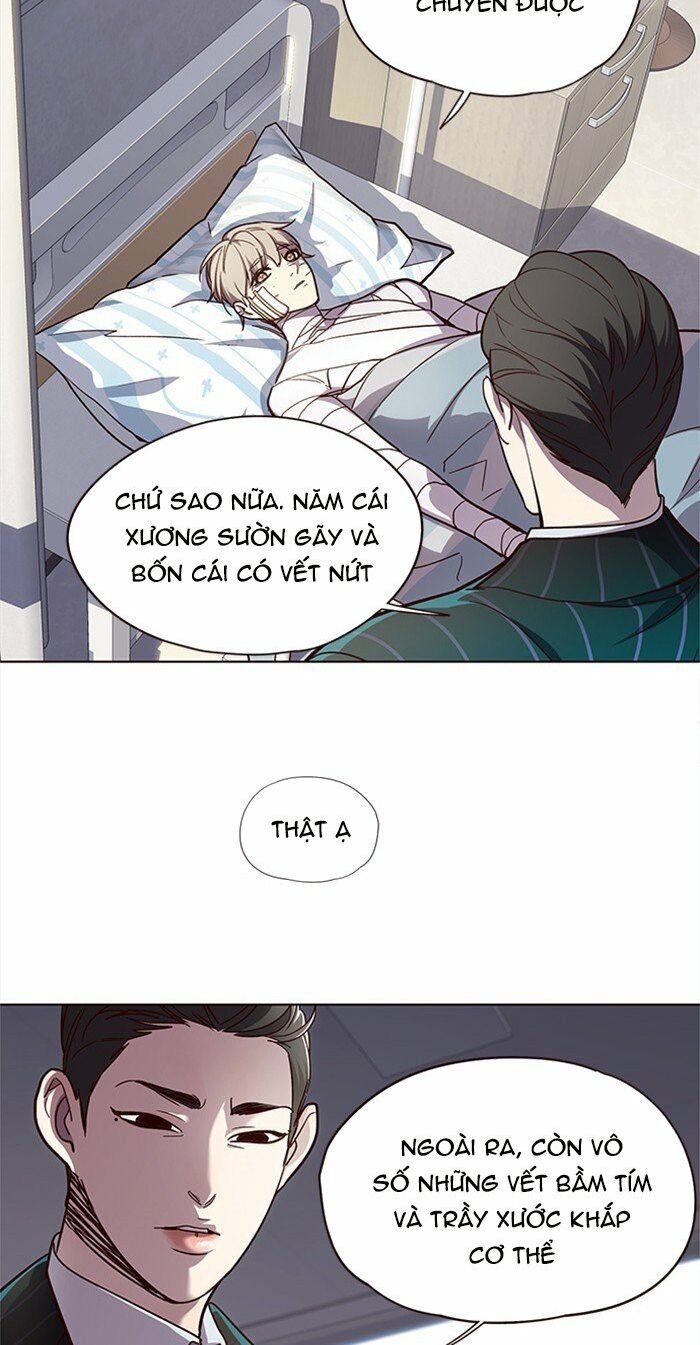 CHUYỂN ĐƯỢC
CHỨ SAO NỮA. NĂM CÁI
XƯƠNG SƯỜN GÃY VÀ
BỐN CÁI CÓ VẾT NỨT
THẬT Ạ
NGOÀI RA, CÒN VÔ
SỐ NHỮNG VẾT BẦM TÍM
VÀ TRẦY XƯỚC KHẮP
CƠ THỂ